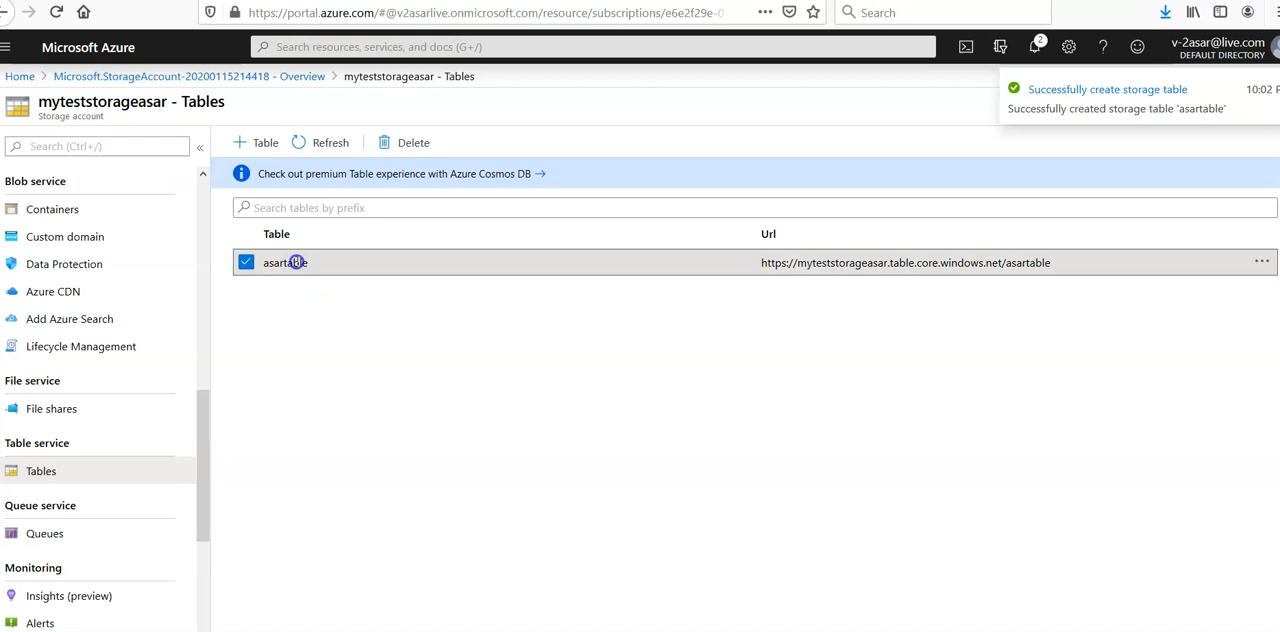 https://portal.azure.com/#@v2asarlive.onmicrosoft.com/resource/subscriptions/e6e2f29e-0
Search
Microsoft Azure
Search resources, services, and docs (G+/)
2
v-2asar@live.com
DEFAULT DIRECTORY
Home > Microsoft.StorageAccount-20200115214418 - Overview > myteststorageasar - Tables
myteststorageasar - Tables
Storage account
Successfully create storage table
10:02 P
Successfully created storage table 'asartable'
Search (Ctrl+/)
«
Table
Refresh
Delete
Check out premium Table experience with Azure Cosmos DB →
Search tables by prefix
Table
Url
asartable
https://myteststorageasar.table.core.windows.net/asartable
Blob service
Containers
Custom domain
Data Protection
Azure CDN
Add Azure Search
Lifecycle Management
File service
File shares
Table service
Tables
Queue service
Queues
Monitoring
Insights (preview)
Alerts